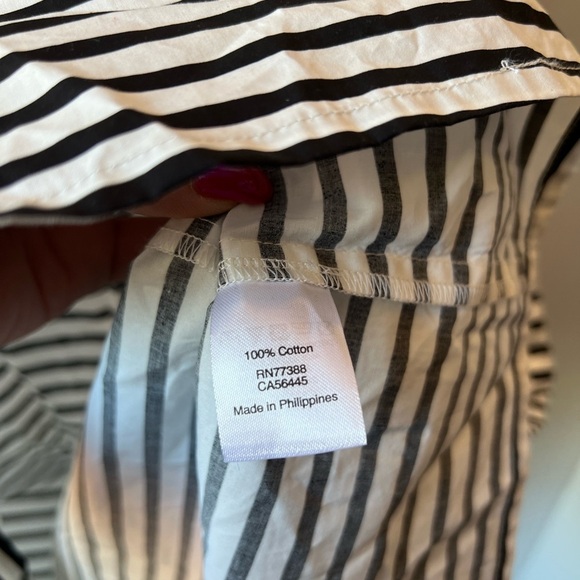 100% Cotton
RN77388
CA56445
Made in Philippines